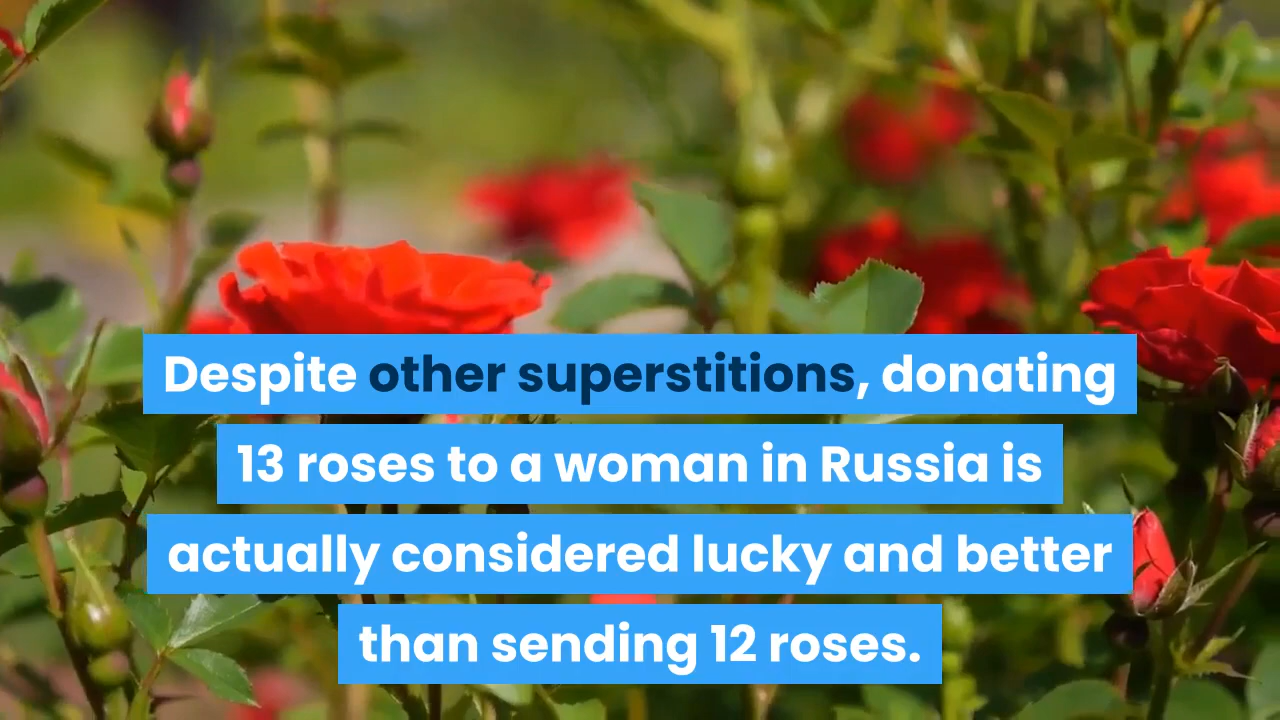 Despite other superstitions, donating
13 roses to a woman in Russia is
actually considered lucky and better
than sending 12 roses.